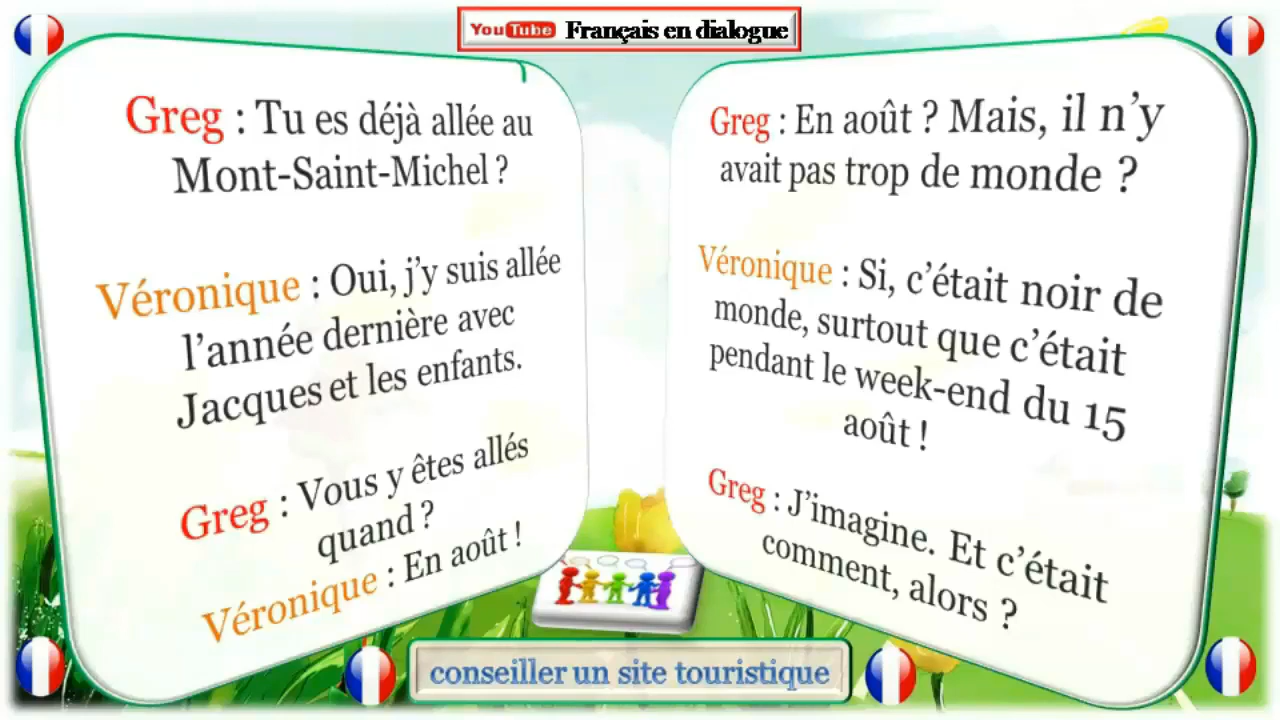 YouTube Français en dialogue
Greg : Tu es déjà allée au
Mont-Saint-Michel ?
Véronique : Oui, j’y suis allée
l’année dernière avec
Jacques et les enfants.
Greg : Vous y êtes allés
quand ?
Véronique : En août !
Greg : En août ? Mais, il n’y
avait pas trop de monde ?
Véronique : Si, c’était noir de
monde, surtout que c’était
pendant le week-end du 15
août !
Greg : J’imagine. Et c’était
comment, alors ?
conseiller un site touristique